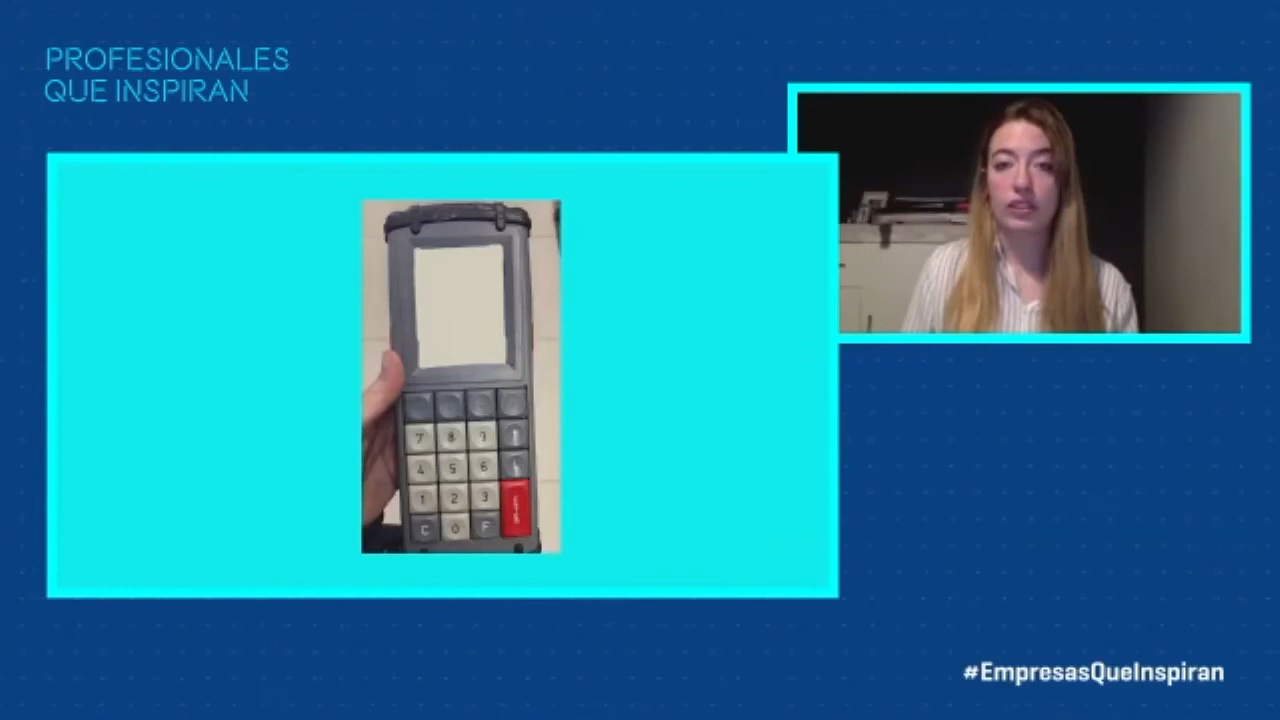 PROFESIONALES
QUE INSPIRAN
7 8 9
4 5 6
1 2 3
C 0 F
#EmpresasQueInspiran